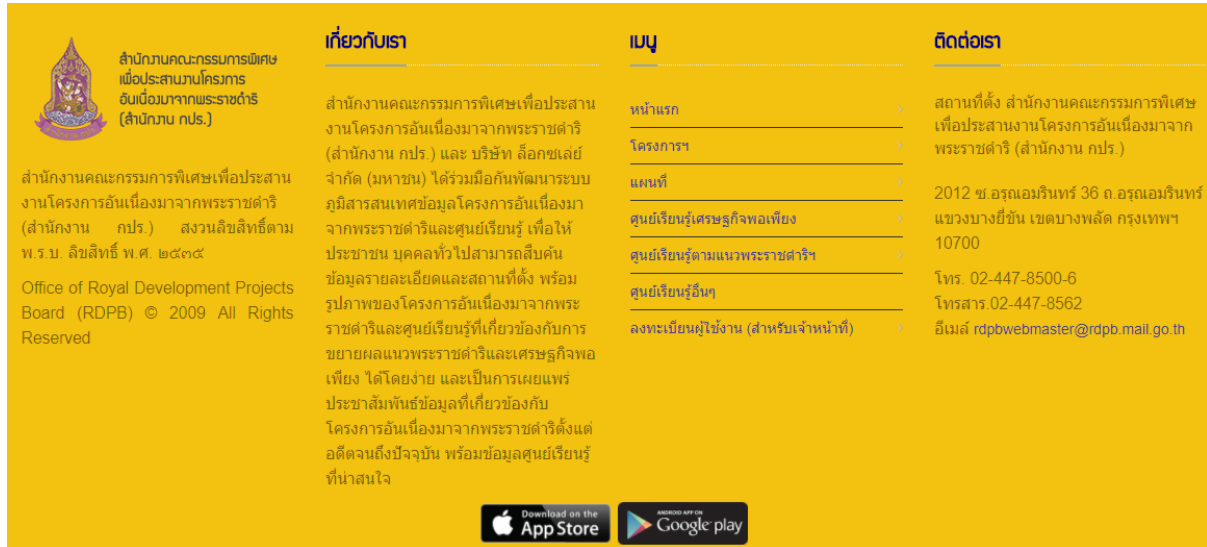 สำนักงานคณะกรรมการพิเศษ
เพื่อประสานงานโครงการ
อันเนื่องมาจากพระราชดำริ
(สำนักงาน กปร.)
สำนักงานคณะกรรมการพิเศษเพื่อประสาน
งานโครงการอันเนื่องมาจากพระราชดำริ
(สำนักงาน กปร.) สงวนลิขสิทธิ์ตาม
พ.ร.บ. ลิขสิทธิ์ พ.ศ. ๒๕๓๕
Office of Royal Development Projects
Board (RDPB) © 2009 All Rights
Reserved
เกี่ยวกับเรา
สำนักงานคณะกรรมการพิเศษเพื่อประสาน
งานโครงการอันเนื่องมาจากพระราชดำริ
(สำนักงาน กปร.) และ บริษัท ล็อกซเล่ย์
จำกัด (มหาชน) ได้ร่วมมือกันพัฒนาระบบ
ภูมิสารสนเทศข้อมูลโครงการอันเนื่องมา
จากพระราชดำริและศูนย์เรียนรู้ เพื่อให้
ประชาชน บุคคลทั่วไปสามารถสืบค้น
ข้อมูลรายละเอียดและสถานที่ตั้ง พร้อม
รูปภาพของโครงการอันเนื่องมาจากพระ
ราชดำริและศูนย์เรียนรู้ที่เกี่ยวข้องกับการ
ขยายผลแนวพระราชดำริและเศรษฐกิจพอ
เพียง ได้โดยง่าย และเป็นการเผยแพร่
ประชาสัมพันธ์ข้อมูลที่เกี่ยวข้องกับ
โครงการอันเนื่องมาจากพระราชดำริตั้งแต่
อดีตจนถึงปัจจุบัน พร้อมข้อมูลศูนย์เรียนรู้
ที่น่าสนใจ
เมนู
หน้าแรก
โครงการฯ
แผนที่
ศูนย์เรียนรู้เศรษฐกิจพอเพียง
ศูนย์เรียนรู้ตามแนวพระราชดำริฯ
ศูนย์เรียนรู้อื่นๆ
ลงทะเบียนผู้ใช้งาน (สำหรับเจ้าหน้าที่)
ติดต่อเรา
สถานที่ตั้ง สำนักงานคณะกรรมการพิเศษ
เพื่อประสานงานโครงการอันเนื่องมาจาก
พระราชดำริ (สำนักงาน กปร.)
2012 ซ.อรุณอมรินทร์ 36 ถ.อรุณอมรินทร์
แขวงบางยี่ขัน เขตบางพลัด กรุงเทพฯ
10700
โทร. 02-447-8500-6
โทรสาร.02-447-8562
อีเมล์ rdpbwebmaster@rdpb.mail.go.th
Download on the
App Store
ANDROID APP ON
Google play